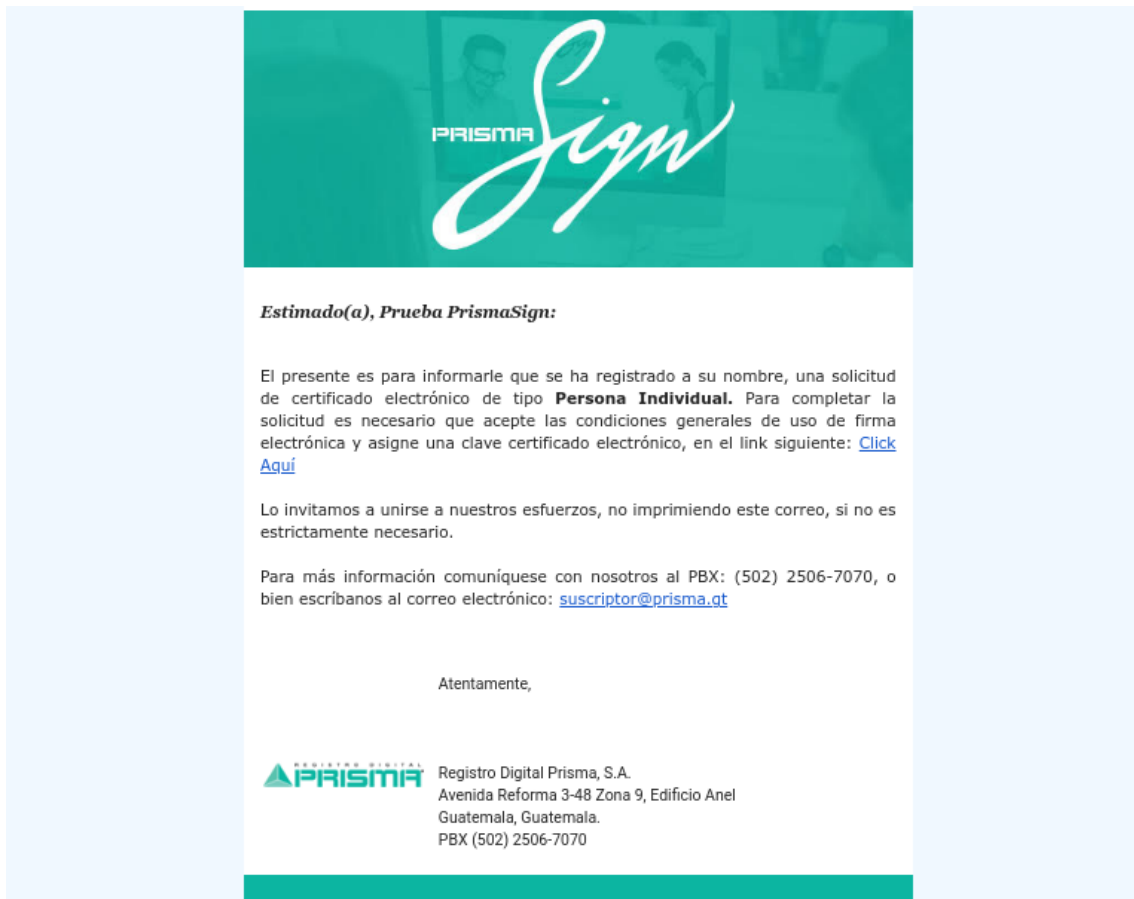 PRISMA Sign
Estimado(a), Prueba PrismaSign:
El presente es para informarle que se ha registrado a su nombre, una solicitud
de certificado electrónico de tipo Persona Individual. Para completar la
solicitud es necesario que acepte las condiciones generales de uso de firma
electrónica y asigne una clave certificado electrónico, en el link siguiente: Click
Aquí
Lo invitamos a unirse a nuestros esfuerzos, no imprimiendo este correo, si no es
estrictamente necesario.
Para más información comuníquese con nosotros al PBX: (502) 2506-7070, o
bien escríbanos al correo electrónico: suscriptor@prisma.gt
Atentamente,
REGISTRO DIGITAL
PRISMA
Registro Digital Prisma, S.A.
Avenida Reforma 3-48 Zona 9, Edificio Anel
Guatemala, Guatemala.
PBX (502) 2506-7070